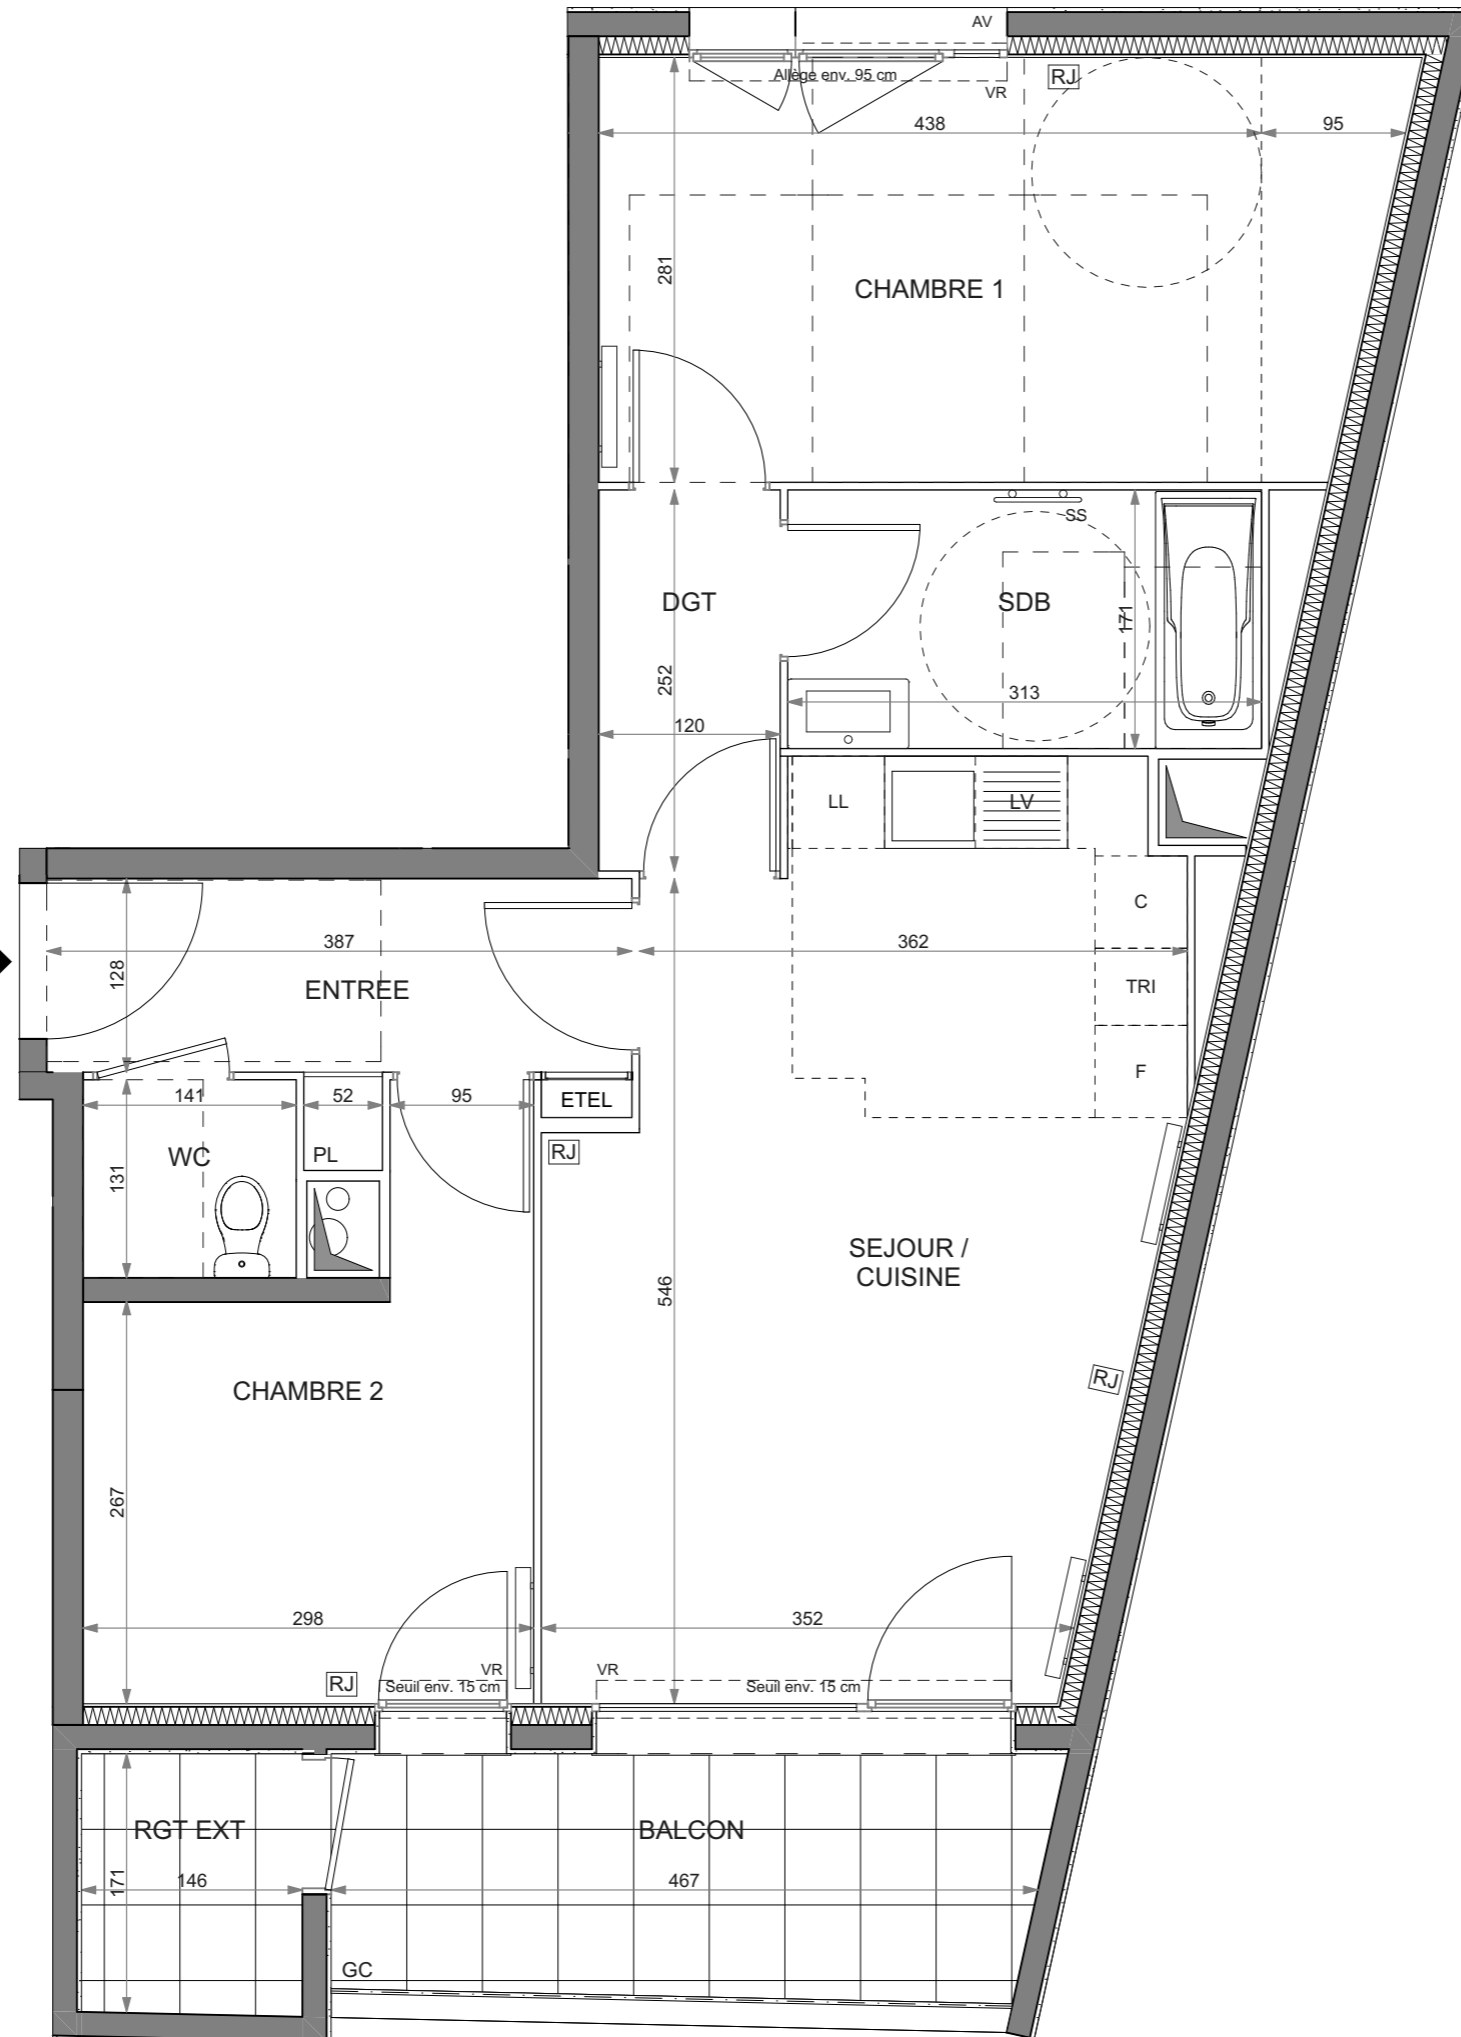 AV
Allège env. 95 cm
VR
RJ
438
95
281
CHAMBRE 1
SS
DGT
SDB
171
252
313
120
LL
LV
C
387
362
128
ENTREE
TRI
F
141
52
95
ETEL
WC
PL
RJ
131
SEJOUR /
CUISINE
546
CHAMBRE 2
RJ
267
298
352
VR
VR
RJ
Seuil env. 15 cm
Seuil env. 15 cm
RGT EXT
BALCON
171
146
467
GC